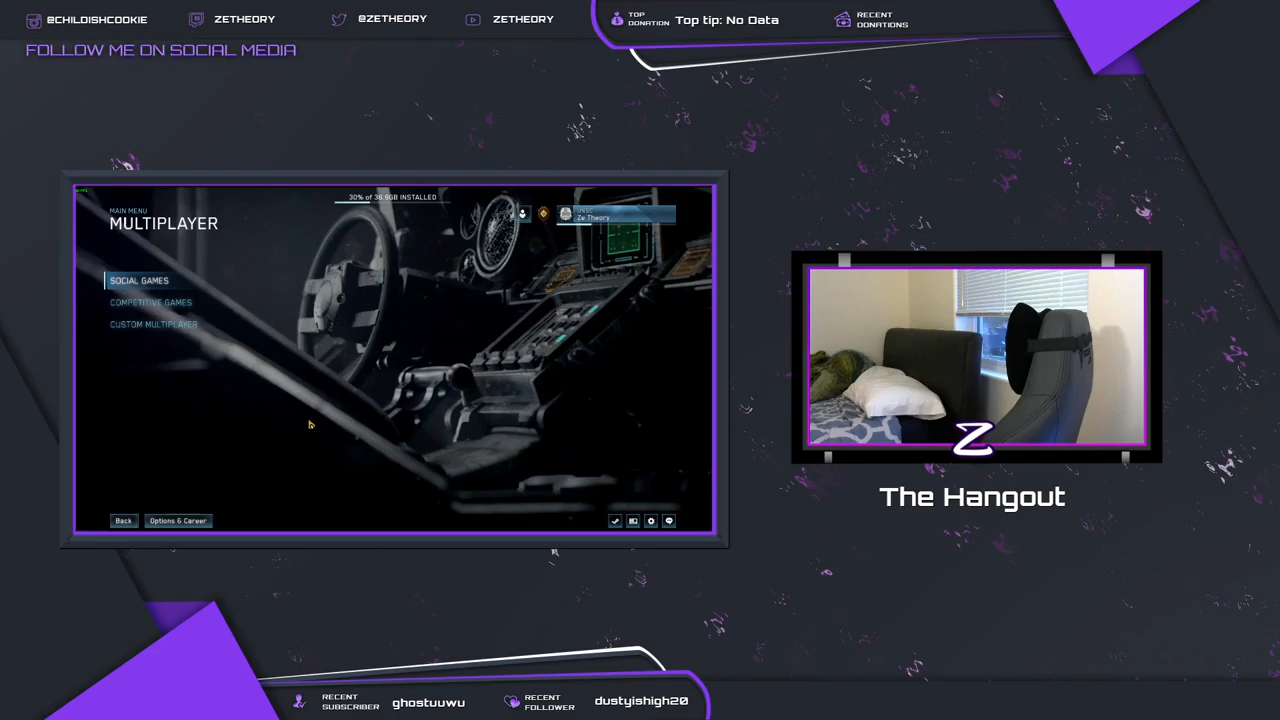 @CHILDISHCOOKIE
ZETHEORY
@ZETHEORY
ZETHEORY
TOP DONATION
Top tip: No Data
RECENT DONATIONS
FOLLOW ME ON SOCIAL MEDIA
30% of 36.9GB INSTALLED
MAIN MENU
MULTIPLAYER
UNSC
Ze Theory
SOCIAL GAMES
COMPETITIVE GAMES
CUSTOM MULTIPLAYER
Back
Options & Career
Z
The Hangout
RECENT SUBSCRIBER
ghostuuwu
RECENT FOLLOWER
dustyishigh20